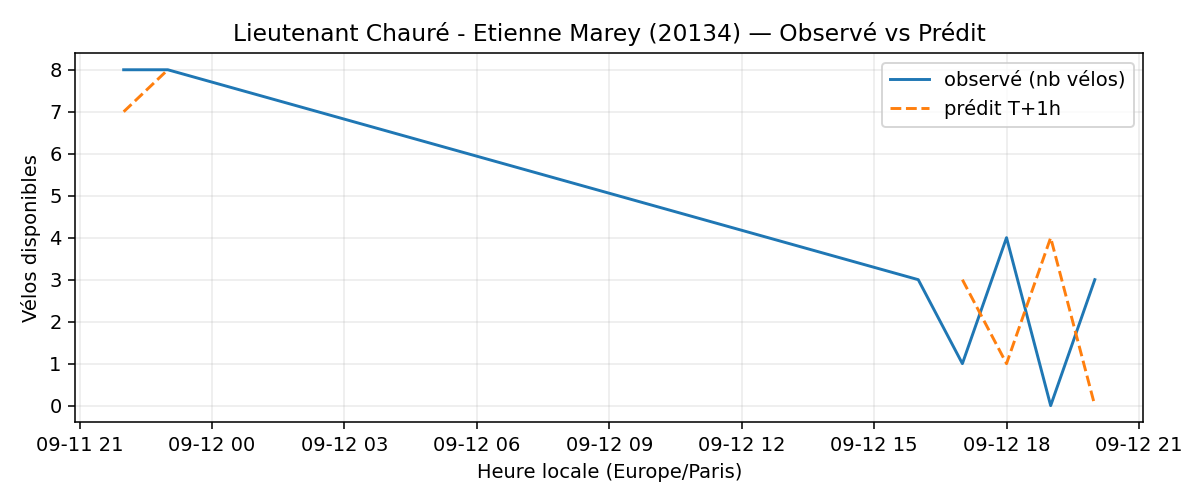 Lieutenant Chauré - Etienne Marey (20134) — Observé vs Prédit
Vélos disponibles
8
7
6
5
4
3
2
1
0
observé (nb vélos)
prédit T+1h
09-11 21 09-12 00 09-12 03 09-12 06 09-12 09 09-12 12 09-12 15 09-12 18 09-12 21
Heure locale (Europe/Paris)